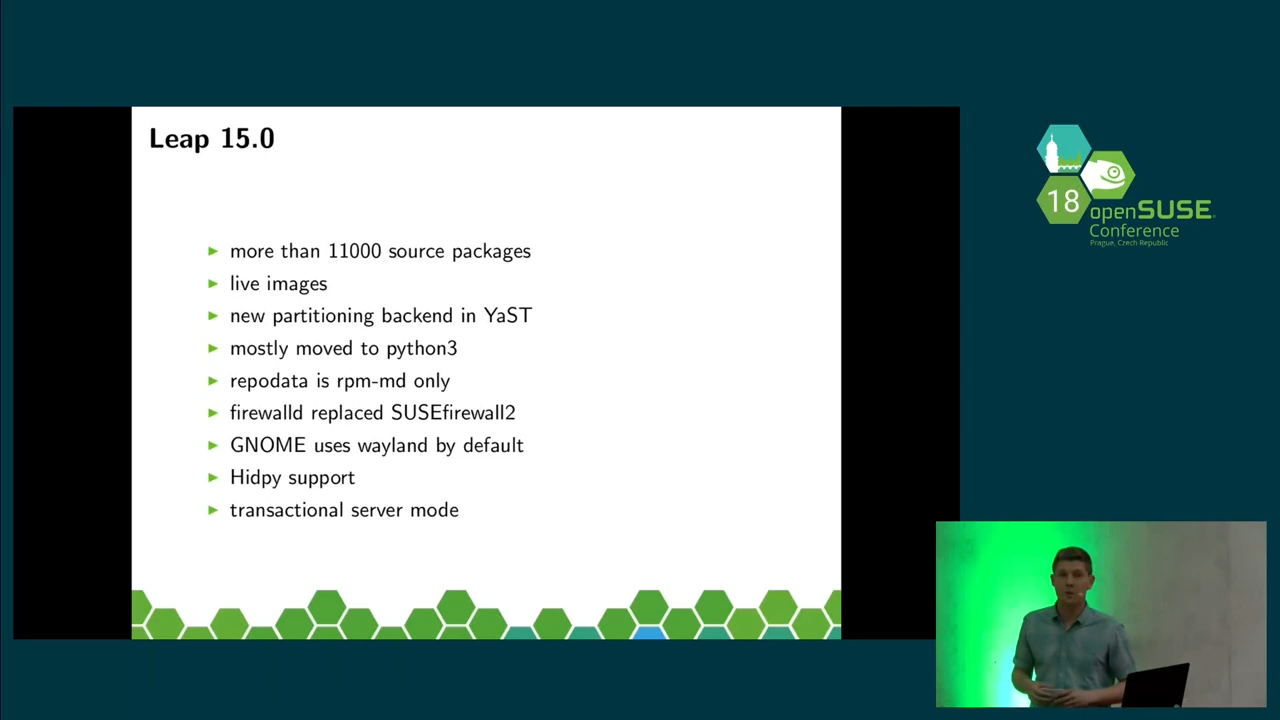 Leap 15.0
more than 11000 source packages
live images
new partitioning backend in YaST
mostly moved to python3
repodata is rpm-md only
firewalld replaced SUSEfirewall2
GNOME uses wayland by default
Hidpy support
transactional server mode
18
openSUSE
Conference
Prague, Czech Republic